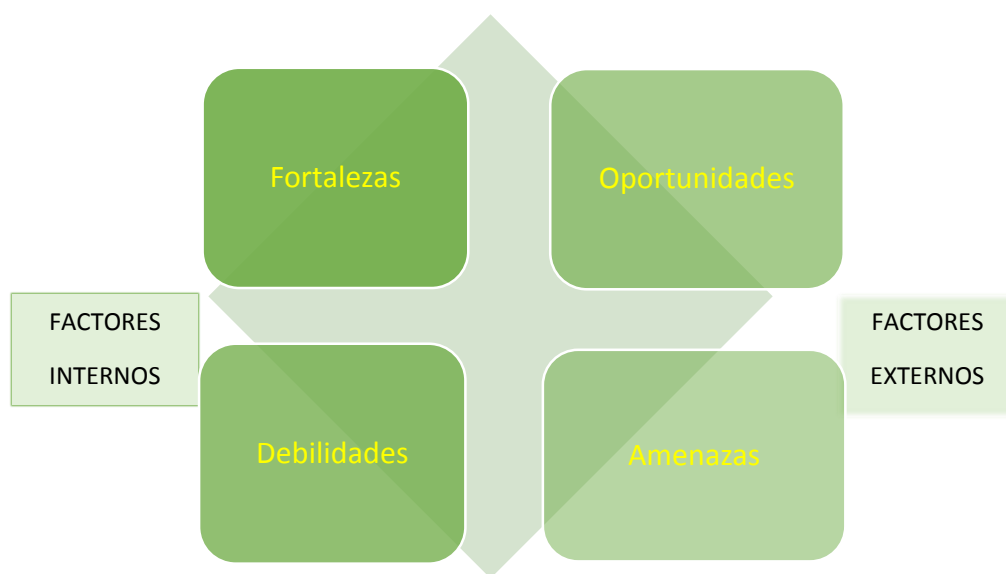 Fortalezas
Oportunidades
FACTORES
INTERNOS
FACTORES
EXTERNOS
Debilidades
Amenazas